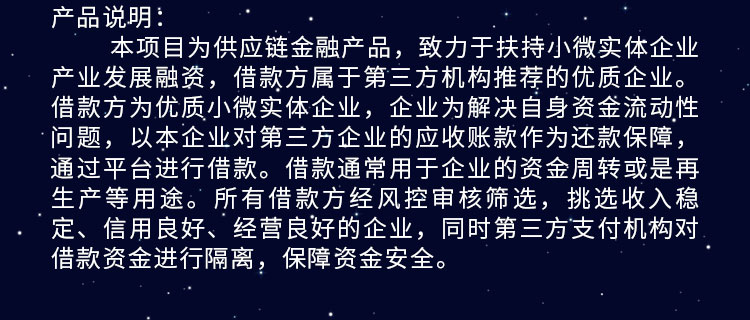 产品说明：
本项目为供应链金融产品，致力于扶持小微实体企业
产业发展融资，借款方属于第三方机构推荐的优质企业。
借款方为优质小微实体企业，企业为解决自身资金流动性
问题，以本企业对第三方企业的应收账款作为还款保障，
通过平台进行借款。借款通常用于企业的资金周转或是再
生产等用途。所有借款方经风控审核筛选，挑选收入稳
定、信用良好、经营良好的企业，同时第三方支付机构对
借款资金进行隔离，保障资金安全。